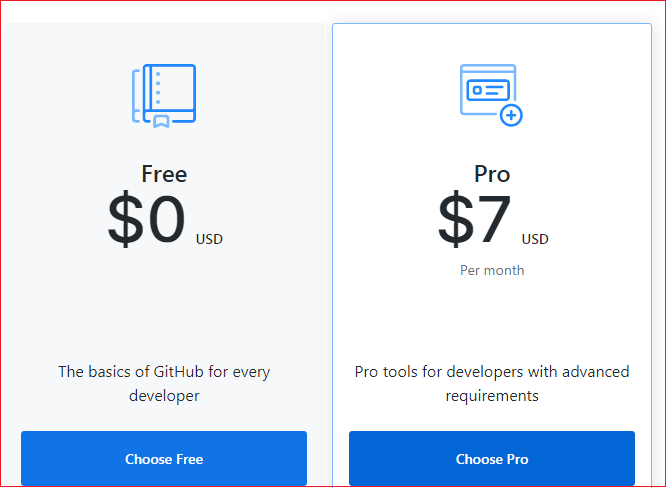 Free
$0 USD
The basics of GitHub for every
developer
Choose Free
Pro
$7 USD
Per month
Pro tools for developers with advanced
requirements
Choose Pro